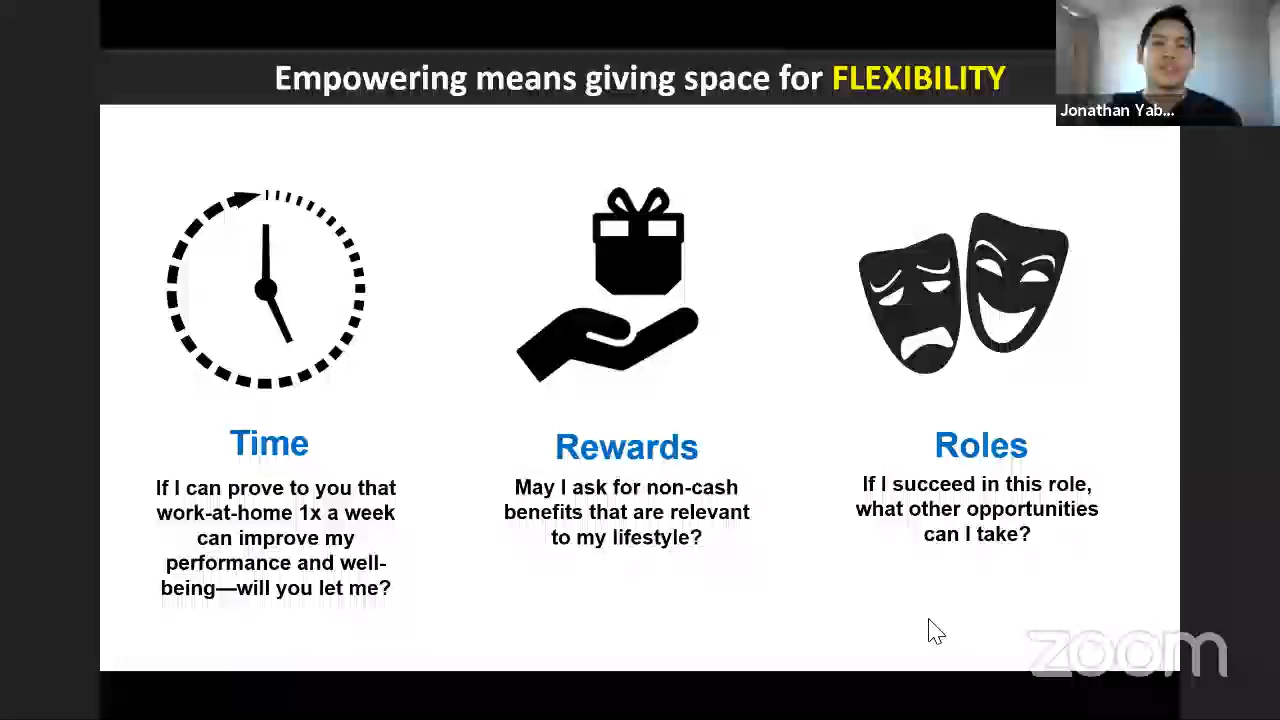 Empowering means giving space for FLEXIBILITY
Jonathan Yab...
Time
If I can prove to you that
work-at-home 1x a week
can improve my
performance and well-
being—will you let me?
Rewards
May I ask for non-cash
benefits that are relevant
to my lifestyle?
Roles
If I succeed in this role,
what other opportunities
can I take?
zoom